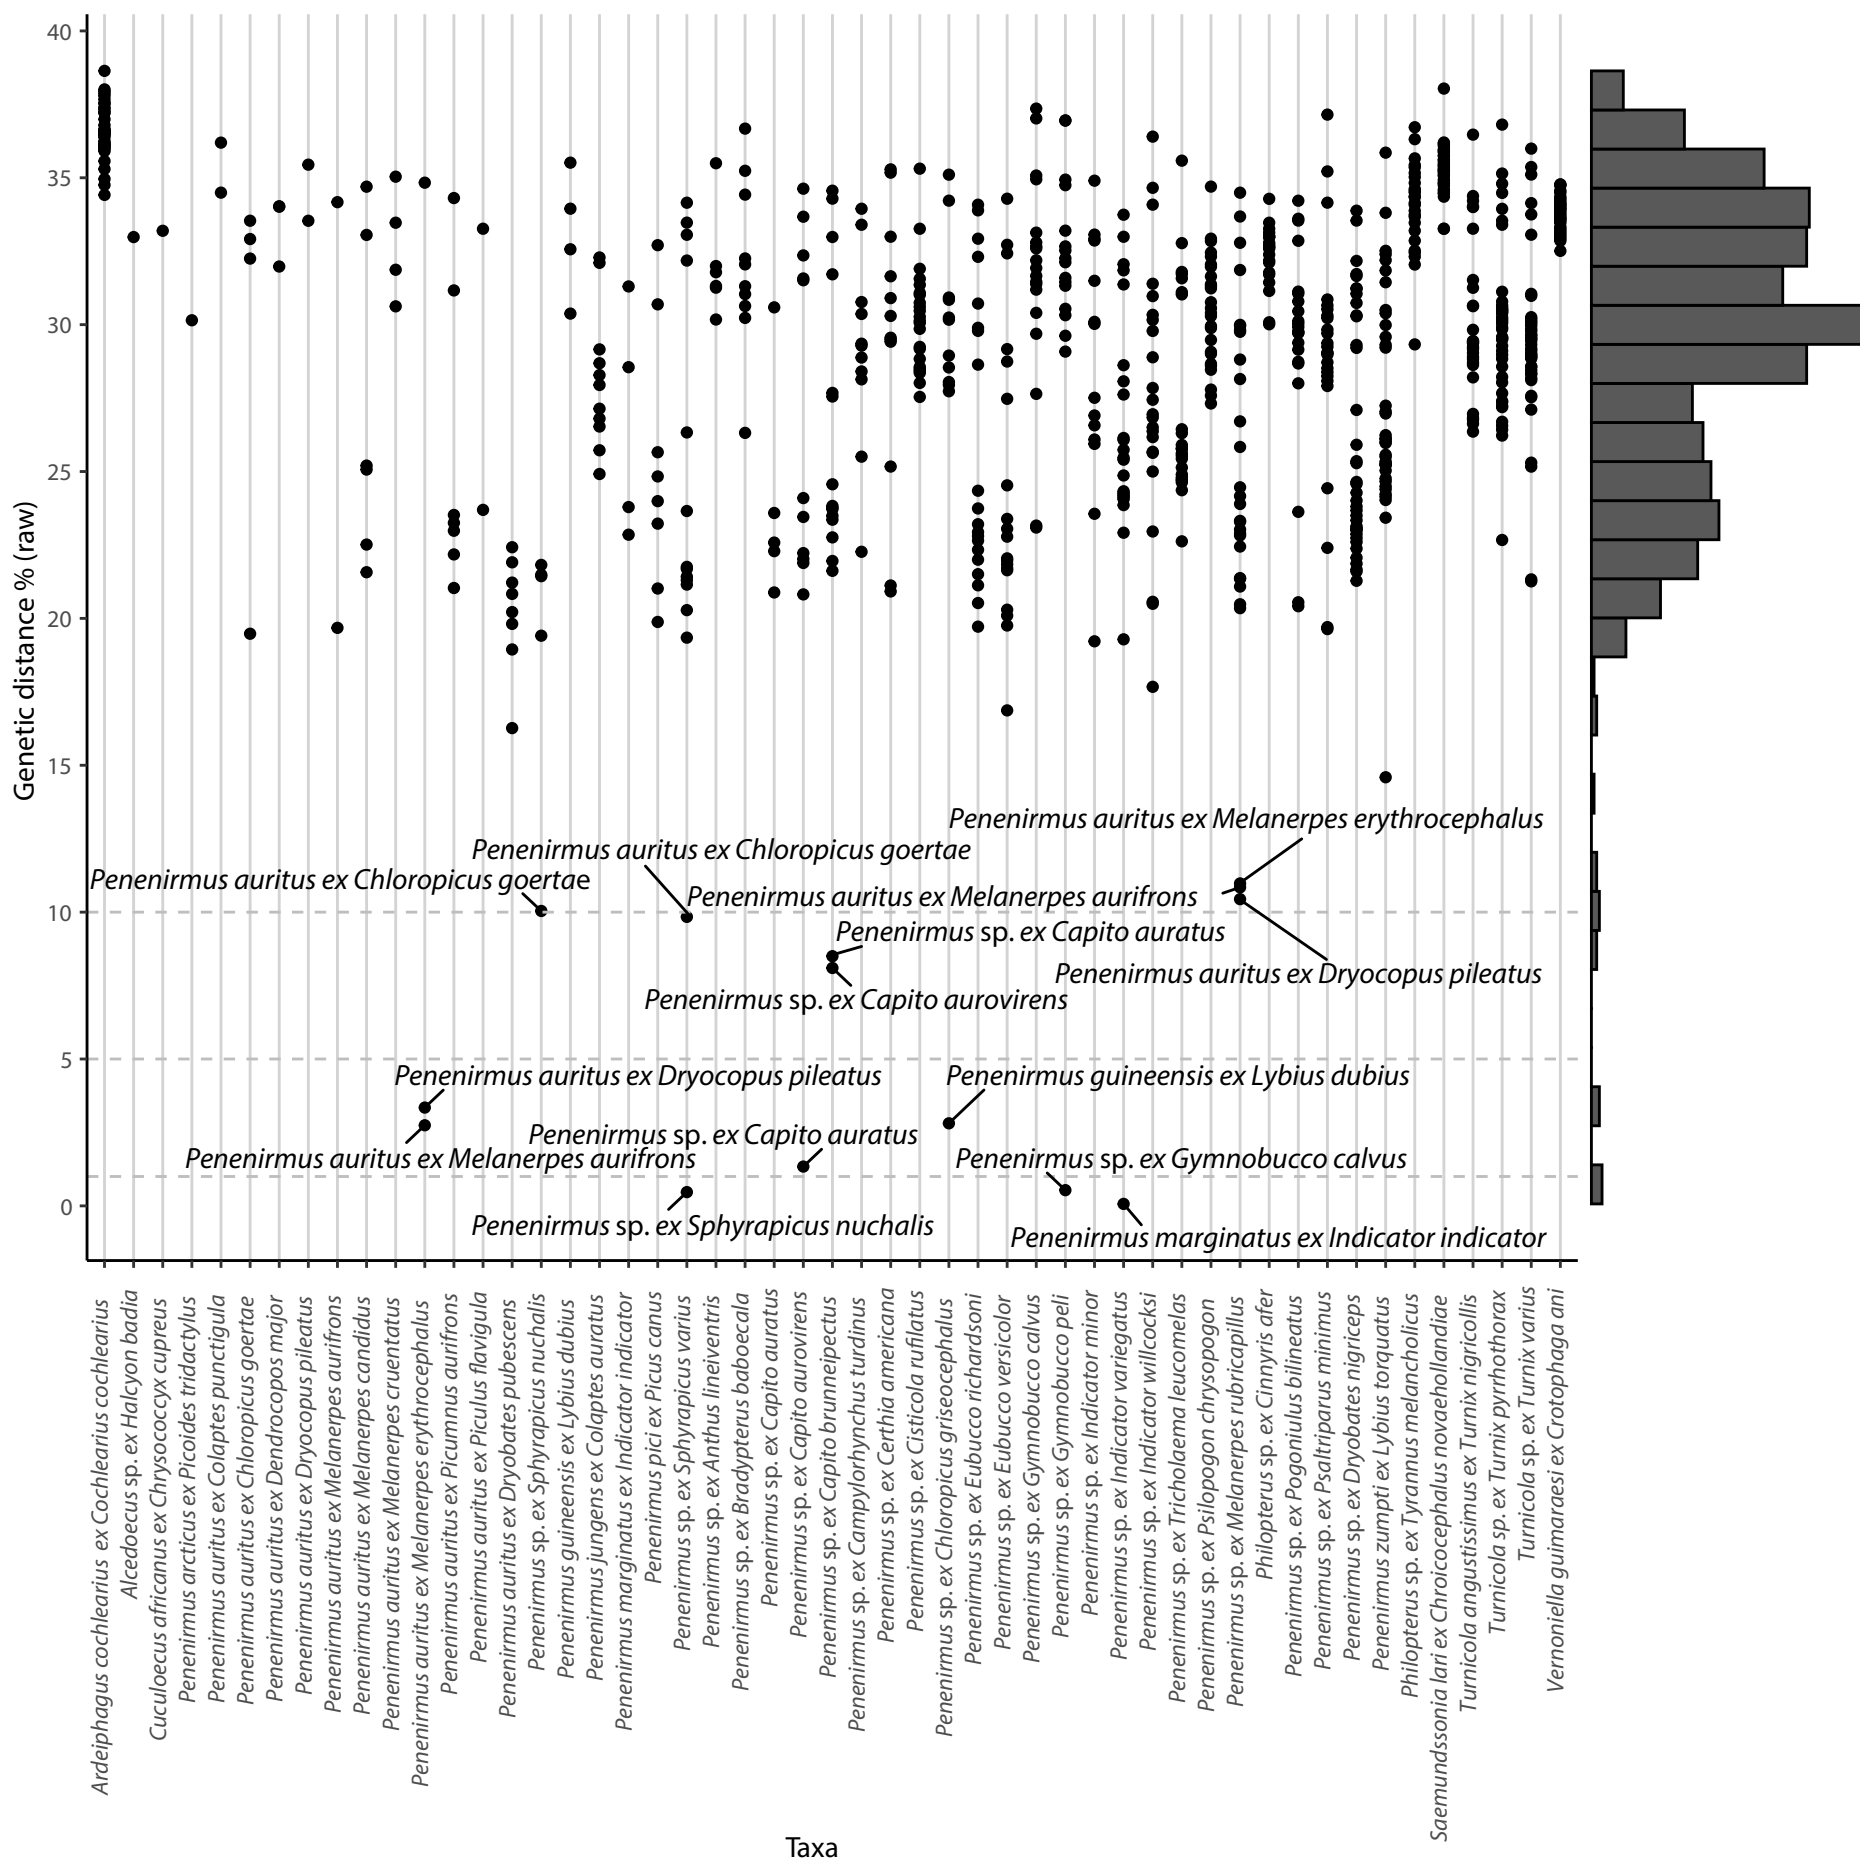 40
35
30
25
20
15
10
5
0
Genetic distance % (raw)
Penenirmus auritus ex Melanerpes erythrocephalus
Penenirmus auritus ex Chloropicus goertae
Penenirmus auritus ex Chloropicus goertae
Penenirmus auritus ex Melanerpes aurifrons
Penenirmus sp. ex Capito auratus
Penenirmus auritus ex Dryocopus pileatus
Penenirmus sp. ex Capito aurovirens
Penenirmus auritus ex Dryocopus pileatus
Penenirmus guineensis ex Lybius dubius
Penenirmus sp. ex Capito auratus
Penenirmus auritus ex Melanerpes aurifrons
Penenirmus sp. ex Gymnobucco calvus
Penenirmus sp. ex Sphyrapicus nuchalis
Penenirmus marginatus ex Indicator indicator
Ardeiphagus cochlearius ex Cochlearius cochlearius
Alcedoecus sp. ex Halcyon badia
Cuculoecus africanus ex Chrysococcyx cupreus
Penenirmus arcticus ex Picoides tridactylus
Penenirmus auritus ex Colaptes punctigula
Penenirmus auritus ex Chloropicus goertae
Penenirmus auritus ex Dendrocopos major
Penenirmus auritus ex Dryocopus pileatus
Penenirmus auritus ex Melanerpes aurifrons
Penenirmus auritus ex Melanerpes candidus
Penenirmus auritus ex Melanerpes cruentatus
Penenirmus auritus ex Melanerpes erythrocephalus
Penenirmus auritus ex Picumnus aurifrons
Penenirmus auritus ex Piculus flavigula
Penenirmus auritus ex Dryobates pubescens
Penenirmus sp. ex Sphyrapicus nuchalis
Penenirmus guineensis ex Lybius dubius
Penenirmus jungens ex Colaptes auratus
Penenirmus marginatus ex Indicator indicator
Penenirmus pici ex Picus canus
Penenirmus sp. ex Sphyrapicus varius
Penenirmus sp. ex Anthus lineiventris
Penenirmus sp. ex Bradypterus baboecala
Penenirmus sp. ex Capito auratus
Penenirmus sp. ex Capito aurovirens
Penenirmus sp. ex Capito brunneipectus
Penenirmus sp. ex Campylorhynchus turdinus
Penenirmus sp. ex Certhia americana
Penenirmus sp. ex Cisticola rufilatus
Penenirmus sp. ex Chloropicus griseocephalus
Penenirmus sp. ex Eubucco richardsoni
Penenirmus sp. ex Eubucco versicolor
Penenirmus sp. ex Gymnobucco calvus
Penenirmus sp. ex Gymnobucco peli
Penenirmus sp. ex Indicator minor
Penenirmus sp. ex Indicator variegatus
Penenirmus sp. ex Indicator willcocksi
Penenirmus sp. ex Tricholaema leucomelas
Penenirmus sp. ex Psilopogon chrysopogon
Penenirmus sp. ex Melanerpes rubricapillus
Philopterus sp. ex Cinnyris afer
Penenirmus sp. ex Pogoniulus bilineatus
Penenirmus sp. ex Psaltriparus minimus
Penenirmus sp. ex Dryobates nigriceps
Penenirmus zumpti ex Lybius torquatus
Philopterus sp. ex Tyrannus melancholicus
Saemundssonia lari ex Chroicocephalus novaehollandiae
Turnicola angustissimus ex Turnix nigricollis
Turnicola sp. ex Turnix pyrrhothorax
Turnicola sp. ex Turnix varius
Vernoniella guimaraesi ex Crotophaga ani
Taxa